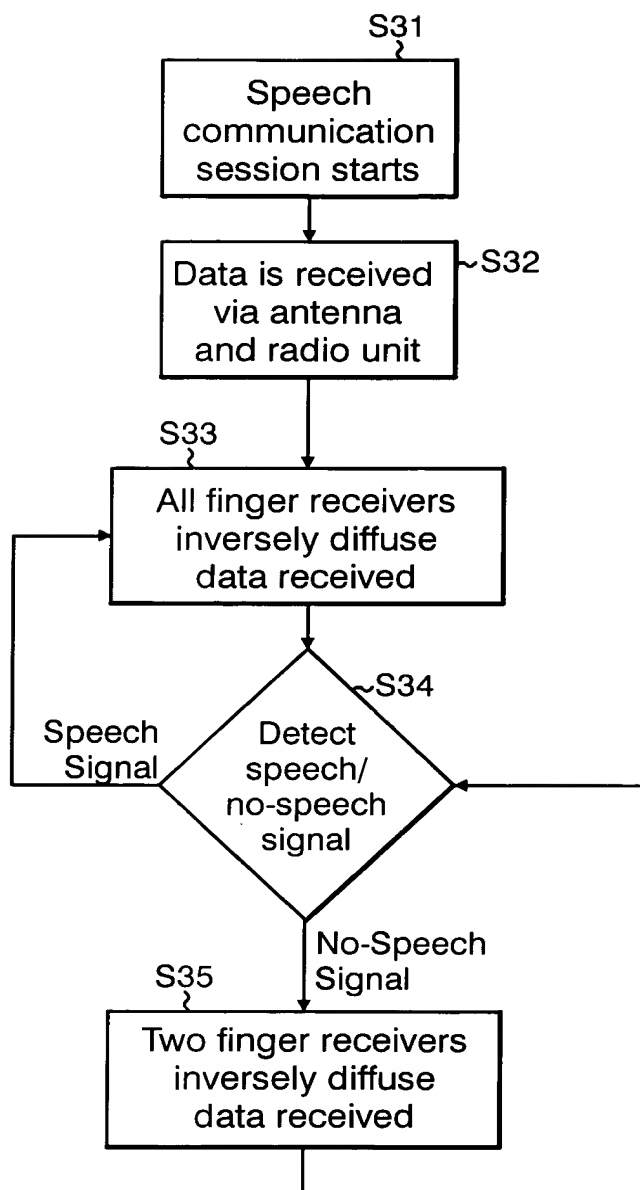 S31
Speech
communication
session starts
S32
Data is received
via antenna
and radio unit
S33
All finger receivers
inversely diffuse
data received
S34
Speech
Signal
Detect
speech/
no-speech
signal
No-Speech
Signal
S35
Two finger receivers
inversely diffuse
data received